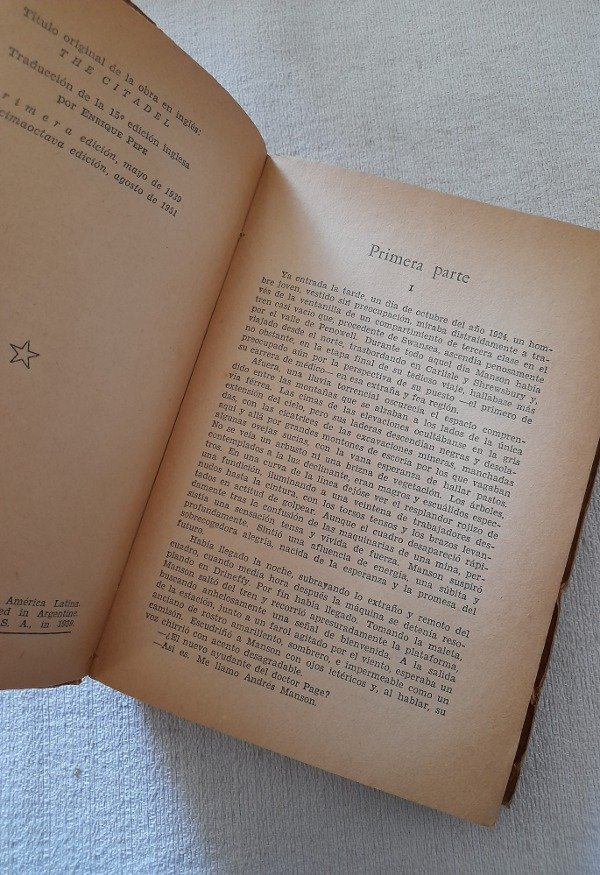 Título original de la obra en inglés:
THE CITADEL
Traducción de la 15ª edición inglesa
por ENRIQUE PEPE
rimera edición, mayo de 1939
cimaoctava edición, agosto de 1951
América Latina.
ed in Argentine.
S. A., in 1939.
Primera parte
I
Ya entrada la tarde, un día de octubre del año 1924, un hom-
bre joven, vestido sin preocupación, miraba distraídamente a tra-
vés de la ventanilla de un compartimiento de tercera clase en el
tren casi vacío que, procedente de Swansea, ascendía penosamente
por el valle de Penowell. Durante todo aquel día Manson había
viajado desde el norte, trasbordando en Carlisle y Shrewsbury y,
no obstante, en la etapa final de su tedioso viaje, hallábase más
preocupado aún por la perspectiva de su puesto —el primero de
su carrera de médico— en esa extraña y fea región.
Afuera, una lluvia torrencial oscurecía el espacio compren-
dido entre las montañas que se alzaban a los lados de la única
vía férrea. Las cimas de las elevaciones ocultábanse en la gris
extensión del cielo, pero sus laderas descendían negras y desola-
das, con las cicatrices de las excavaciones mineras, manchadas
aquí y allá por grandes montones de escoria por los que vagaban
algunas ovejas sucias, con la vana esperanza de hallar pastos.
No se veía un arbusto ni una brizna de vegetación. Los árboles,
contemplados a la luz declinante, eran magros y escuálidos espec-
tros. En una curva de la línea dejóse ver el resplandor rojizo de
una fundición, iluminando a una veintena de trabajadores des-
nudos hasta la cintura, con los torsos tensos y los brazos levan-
tados en actitud de golpear. Aunque el cuadro desapareció rápi-
damente tras la confusión de las maquinarias de una mina, per-
sistía una sensación tensa y vívida de fuerza. Manson suspiró
profundamente. Sintió una afluencia de energía, una súbita y
sobrecogedora alegría, nacida de la esperanza y la promesa del
futuro.
Había llegado la noche, subrayando lo extraño y remoto del
cuadro, cuando media hora después la máquina se detenía reso-
plando en Drineffy. Por fin había llegado. Tomando la maleta,
Manson saltó del tren y recorrió apresuradamente la plataforma,
buscando anhelosamente una señal de bienvenida. A la salida
de la estación, junto a un farol agitado por el viento, esperaba un
anciano de rostro amarillento, sombrero, e impermeable como un
camisón. Escudriñó a Manson con ojos ictéricos y, al hablar, su
voz chirrió con acento desagradable.
—¿El nuevo ayudante del doctor Page?
—Así es. Me llamo Andrés Manson.